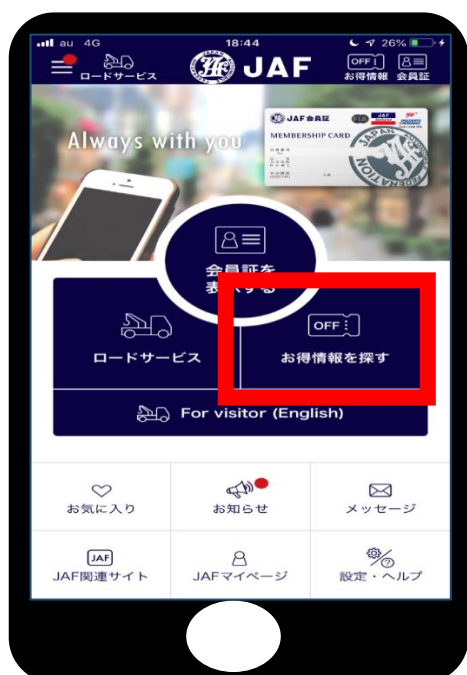 au 4G 18:44 26%
ロードサービス
JAF
OFF
お得情報 会員証
Always with you
JAF会員証
MEMBERSHIP CARD
会員証を
表示する
ロードサービス
OFF
お得情報を探す
For visitor (English)
お気に入り
お知らせ
メッセージ
JAF
JAF関連サイト
JAFマイページ
設定・ヘルプ